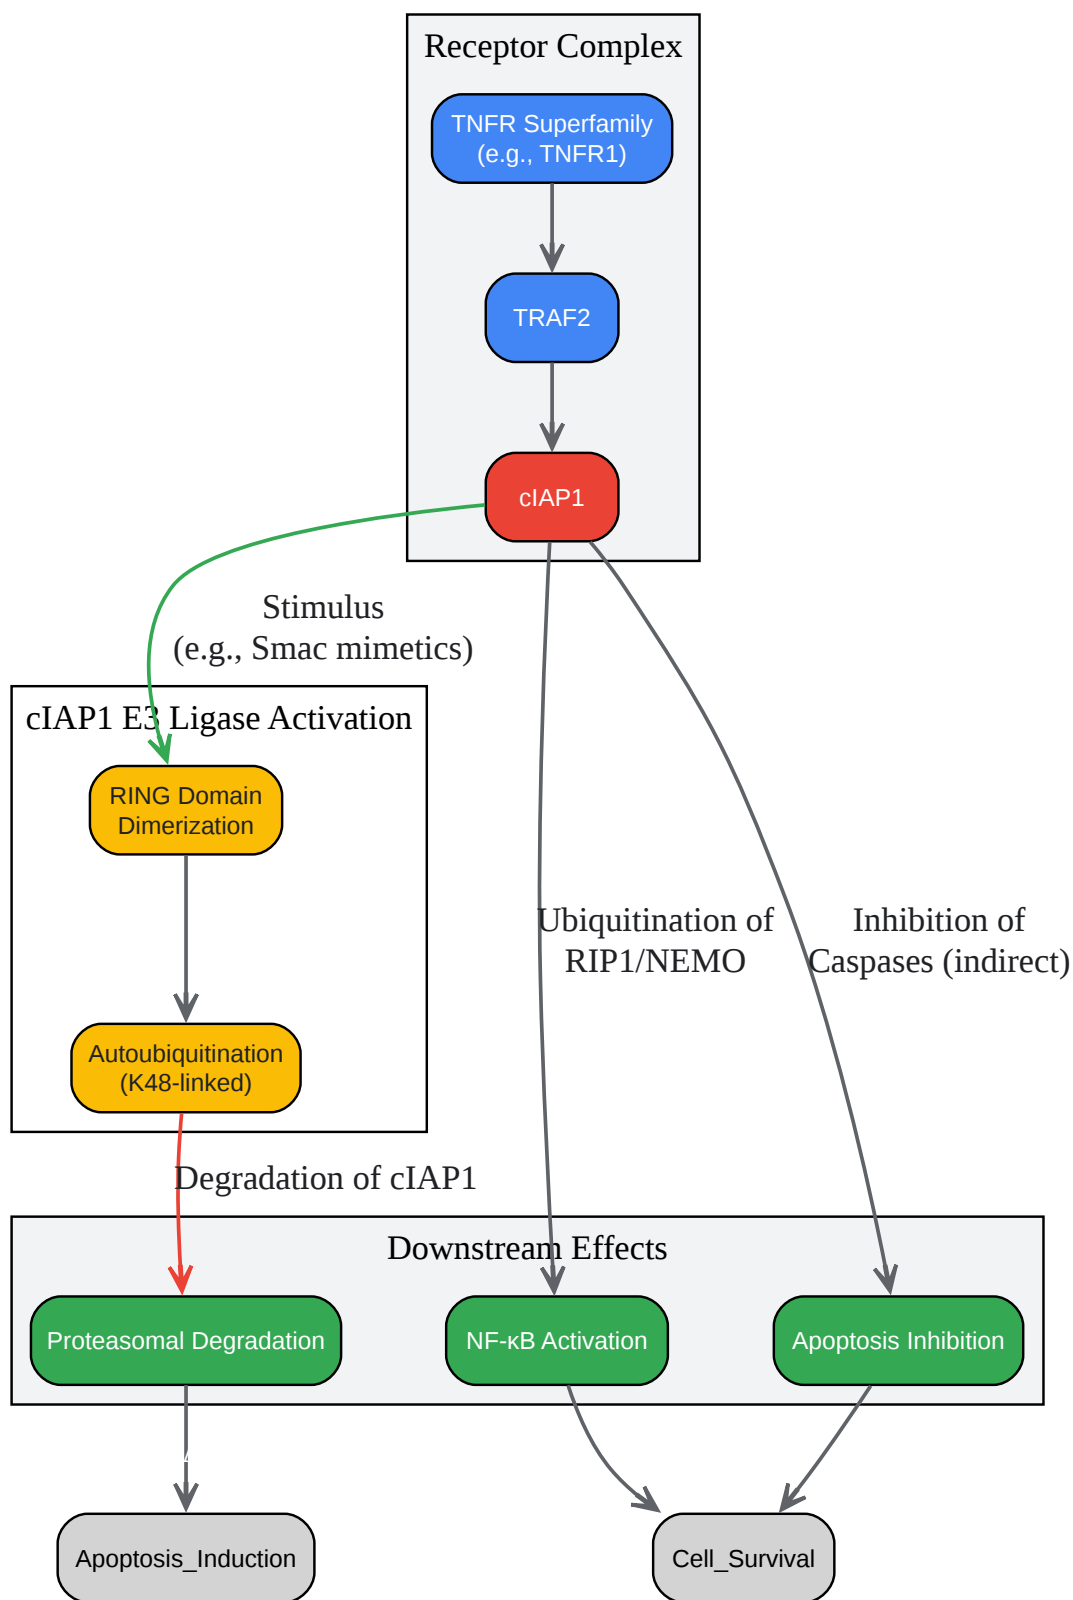 Receptor Complex
TNFR Superfamily
(e.g., TNFR1)
TRAF2
cIAP1
Stimulus
(e.g., Smac mimetics)
cIAP1 E3 Ligase Activation
RING Domain
Dimerization
Ubiquitination of
RIP1/NEMO
Inhibition of
Caspases (indirect)
Autoubiquitination
(K48-linked)
Degradation of cIAP1
Downstream Effects
Proteasomal Degradation
NF-κB Activation
Apoptosis Inhibition
Apoptosis_Induction
Cell_Survival